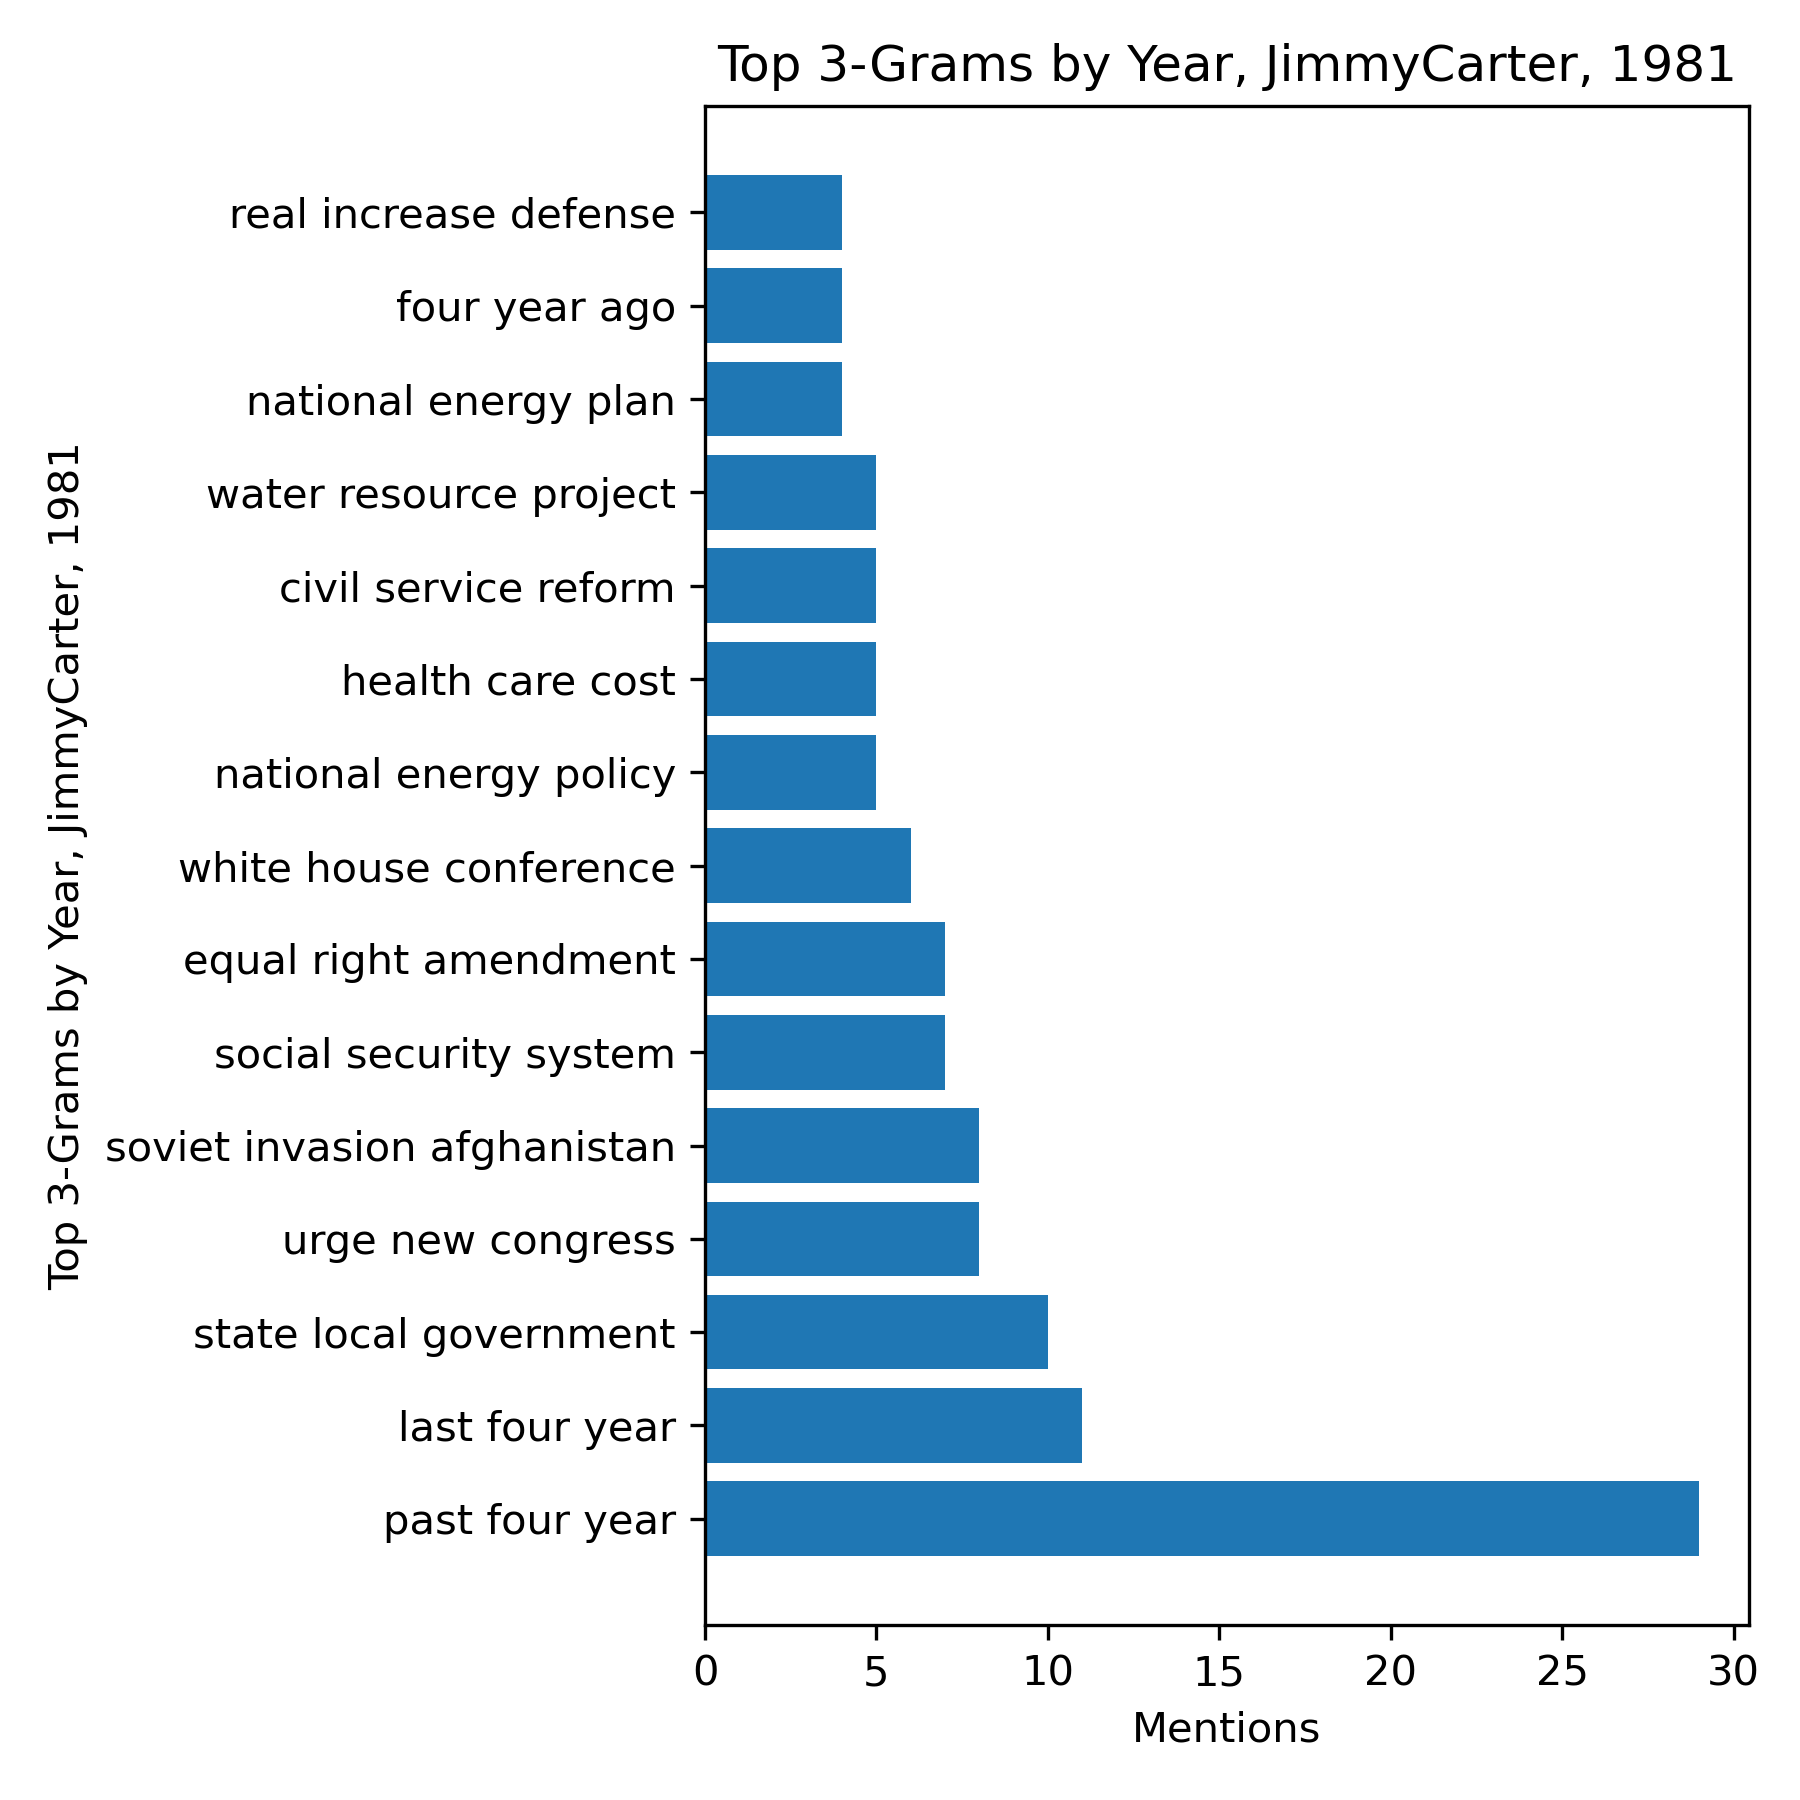 Top 3-Grams by Year, JimmyCarter, 1981
Top 3-Grams by Year, JimmyCarter, 1981
real increase defense
four year ago
national energy plan
water resource project
civil service reform
health care cost
national energy policy
white house conference
equal right amendment
social security system
soviet invasion afghanistan
urge new congress
state local government
last four year
past four year
0 5 10 15 20 25 30
Mentions